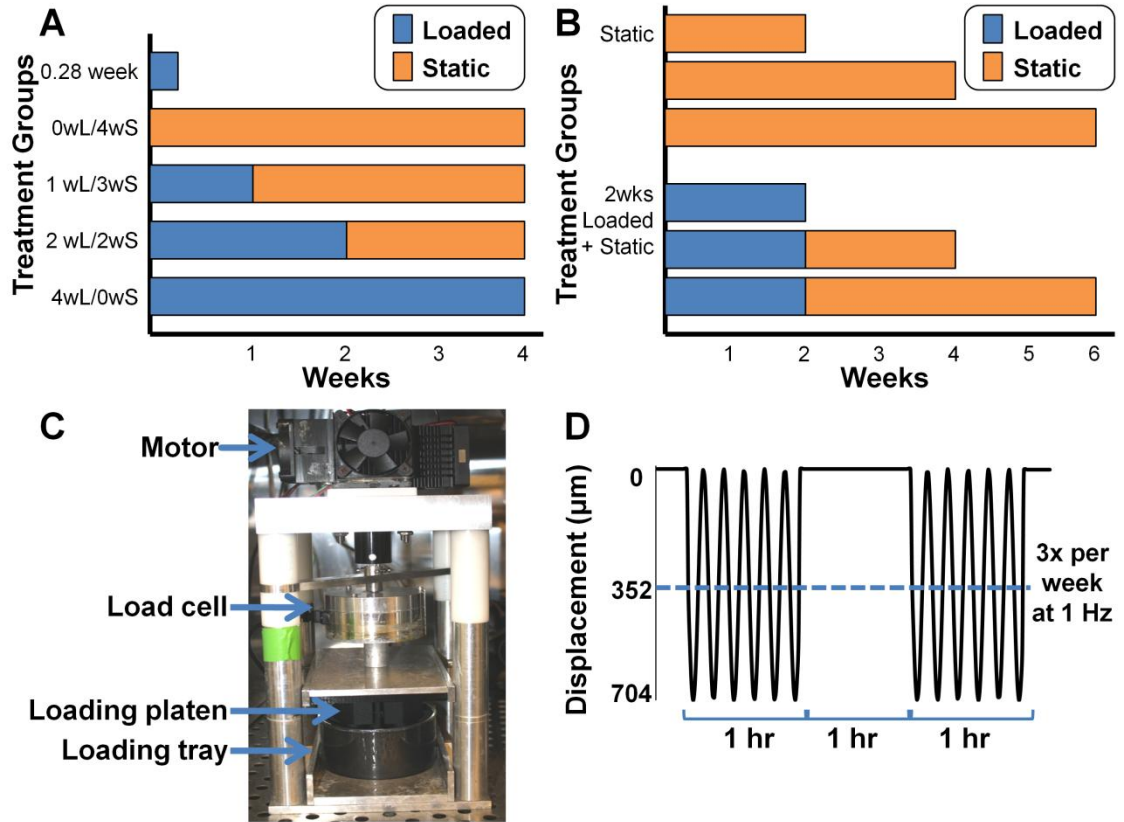 A
Loaded
Static
Treatment Groups
0.28 week
0wL/4wS
1 wL/3wS
2 wL/2wS
4wL/0wS
1 2 3 4
Weeks
B
Loaded
Static
Treatment Groups
Static
2wks
Loaded
+ Static
1 2 3 4 5 6
Weeks
C
Motor
Load cell
Loading platen
Loading tray
D
Displacement (µm)
0
352
704
3x per
week
at 1 Hz
1 hr 1 hr 1 hr